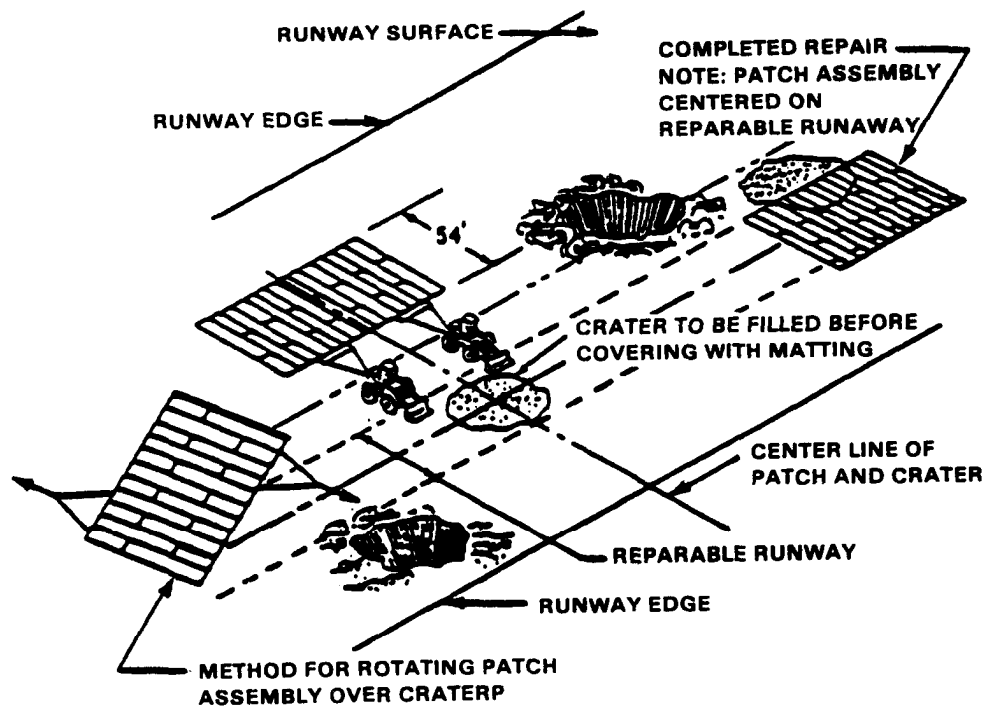 RUNWAY SURFACE
COMPLETED REPAIR
NOTE: PATCH ASSEMBLY
CENTERED ON
REPARABLE RUNAWAY
RUNWAY EDGE
54'
CRATER TO BE FILLED BEFORE
COVERING WITH MATTING
CENTER LINE OF
PATCH AND CRATER
REPARABLE RUNWAY
RUNWAY EDGE
METHOD FOR ROTATING PATCH
ASSEMBLY OVER CRATERP